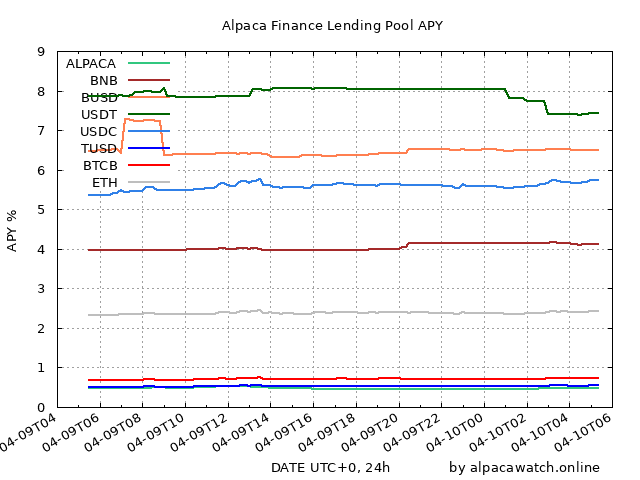 Alpaca Finance Lending Pool APY
9
8
7
6
5
4
3
2
1
0
APY %
ALPACA
BNB
BUSD
USDT
USDC
TUSD
BTCB
ETH
04-09T04
04-09T06
04-09T08
04-09T10
04-09T12
04-09T14
04-09T16
04-09T18
04-09T20
04-09T22
04-10T00
04-10T02
04-10T04
04-10T06
DATE UTC+0, 24h
by alpacawatch.online